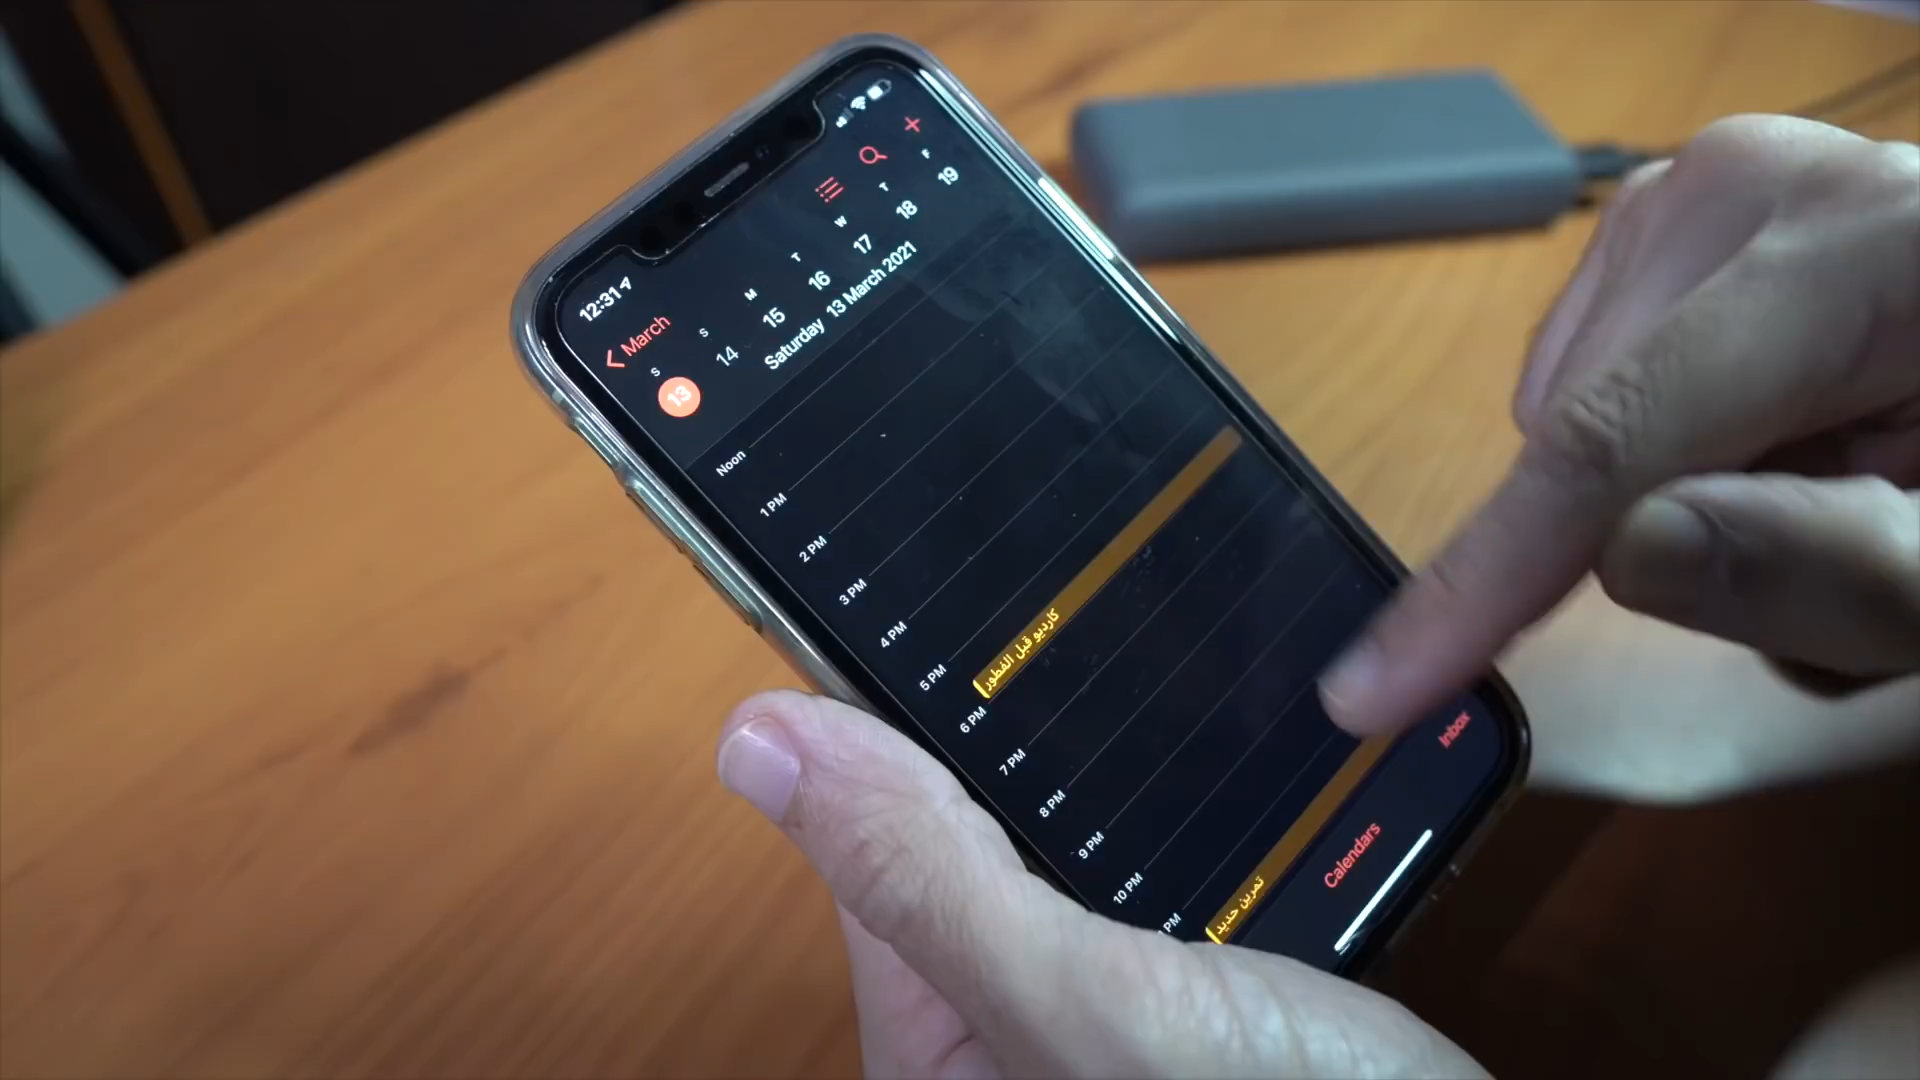 12:31
March
S S M T W T F
13 14 15 16 17 18 19
Saturday 13 March 2021
Noon
1 PM
2 PM
3 PM
4 PM
5 PM
كارديو قبل الفطور
6 PM
7 PM
8 PM
9 PM
10 PM
PM
تمرين حديد
Calendars
Inbox